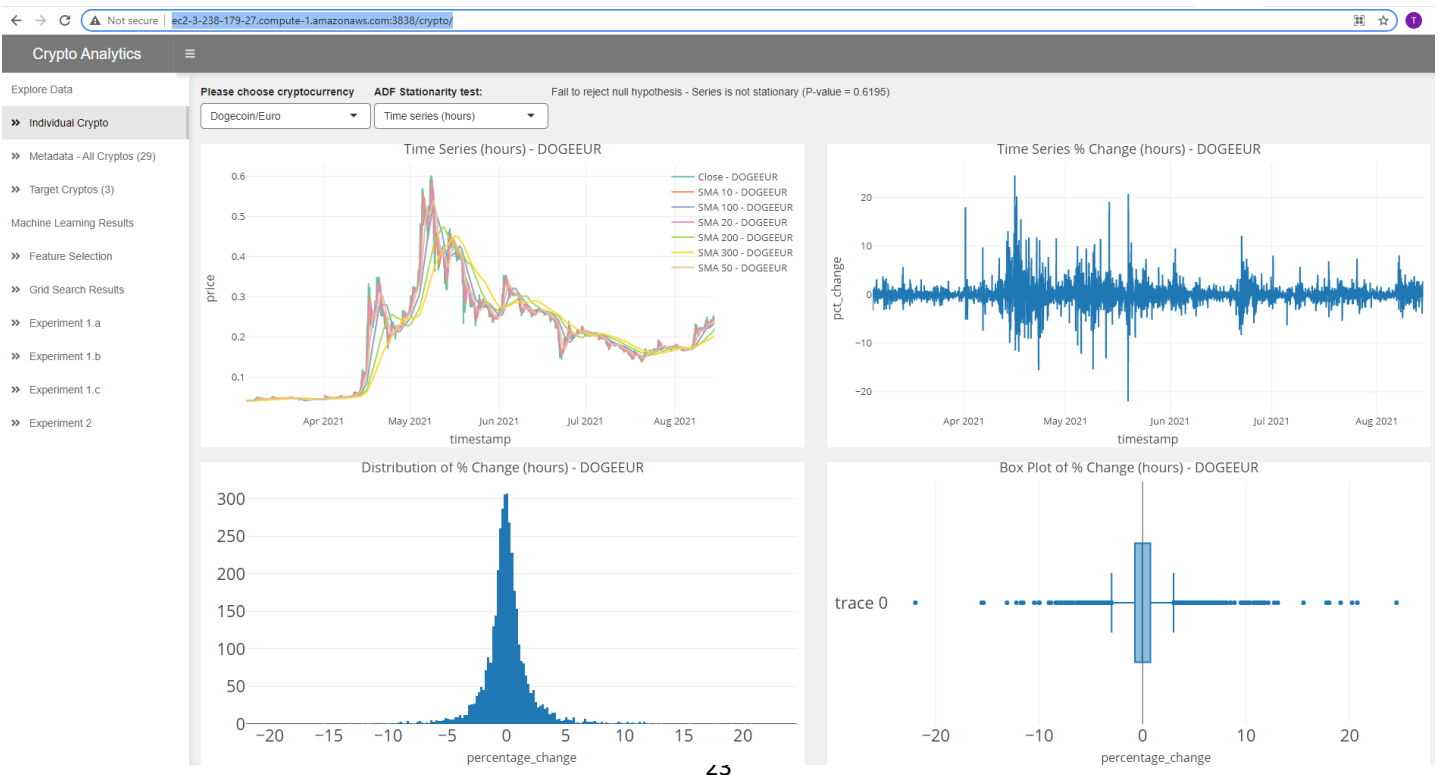 Not secure | ec2-3-238-179-27.compute-1.amazonaws.com:3838/crypto/
T
Crypto Analytics
Explore Data
Individual Crypto
Metadata - All Cryptos (29)
Target Cryptos (3)
Machine Learning Results
Feature Selection
Grid Search Results
Experiment 1.a
Experiment 1.b
Experiment 1.c
Experiment 2
Please choose cryptocurrency
Dogecoin/Euro
ADF Stationarity test:
Time series (hours)
Fail to reject null hypothesis - Series is not stationary (P-value = 0.6195)
Time Series (hours) - DOGEEUR
Close - DOGEEUR
SMA 10 - DOGEEUR
SMA 100 - DOGEEUR
SMA 20 - DOGEEUR
SMA 200 - DOGEEUR
SMA 300 - DOGEEUR
SMA 50 - DOGEEUR
price
0.6
0.5
0.4
0.3
0.2
0.1
Apr 2021 May 2021 Jun 2021 Jul 2021 Aug 2021
timestamp
Time Series % Change (hours) - DOGEEUR
pct_change
20
10
0
−10
−20
Apr 2021 May 2021 Jun 2021 Jul 2021 Aug 2021
timestamp
Distribution of % Change (hours) - DOGEEUR
300
250
200
150
100
50
0
−20 −15 −10 −5 0 5 10 15 20
percentage_change
Box Plot of % Change (hours) - DOGEEUR
trace 0
−20 −10 0 10 20
percentage_change
23